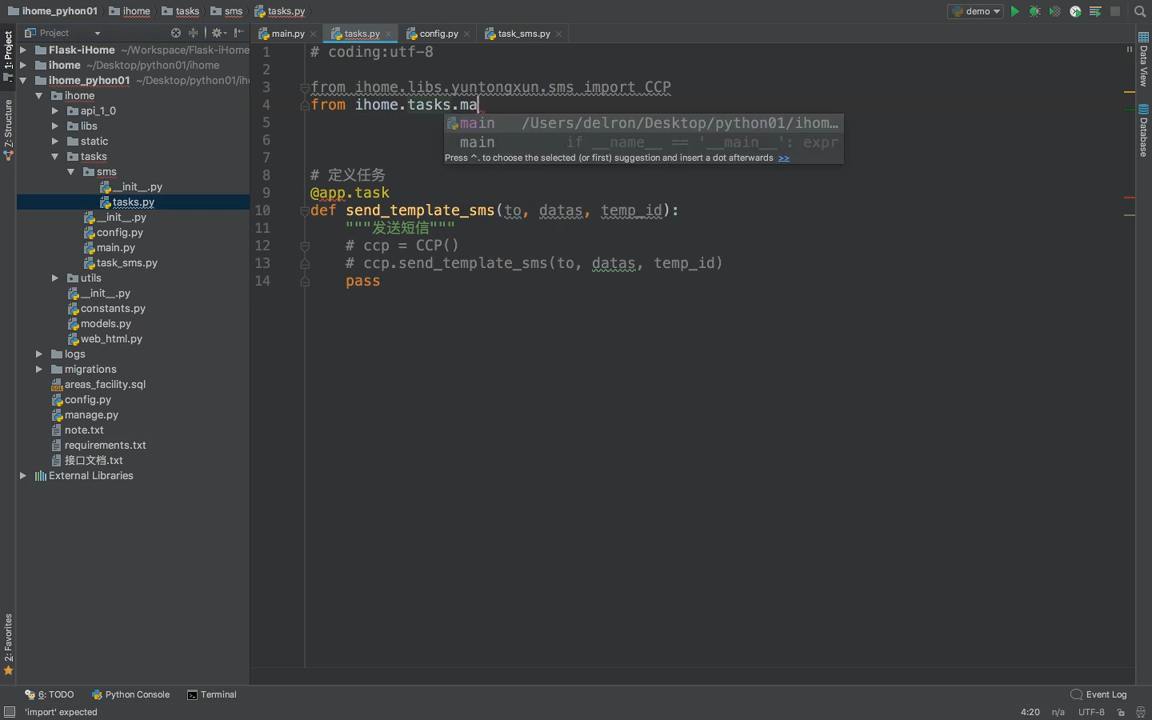 ihome_pyhon01 ihome tasks sms tasks.py demo
1: Project
Project
main.py tasks.py config.py task_sms.py
Flask-iHome ~/Workspace/Flask-iHome
ihome ~/Desktop/python01/ihome
ihome_pyhon01 ~/Desktop/python01/ih
ihome
api_1_0
libs
static
tasks
sms
__init__.py
tasks.py
__init__.py
config.py
main.py
task_sms.py
utils
__init__.py
constants.py
models.py
web_html.py
logs
migrations
areas_facility.sql
config.py
manage.py
note.txt
requirements.txt
接口文档.txt
External Libraries
Z: Structure
2: Favorites
1 # coding:utf-8
2
3 from ihome.libs.yuntongxun.sms import CCP
4 from ihome.tasks.ma
5
6
7
8 # 定义任务
9 @app.task
10 def send_template_sms(to, datas, temp_id):
11 """发送短信"""
12 # ccp = CCP()
13 # ccp.send_template_sms(to, datas, temp_id)
14 pass
main /Users/delron/Desktop/python01/ihom…
main if __name__ == '__main__': expr
Press ^. to choose the selected (or first) suggestion and insert a dot afterwards >>
Data View
Database
6: TODO Python Console Terminal Event Log
'import' expected 4:20 n/a UTF-8